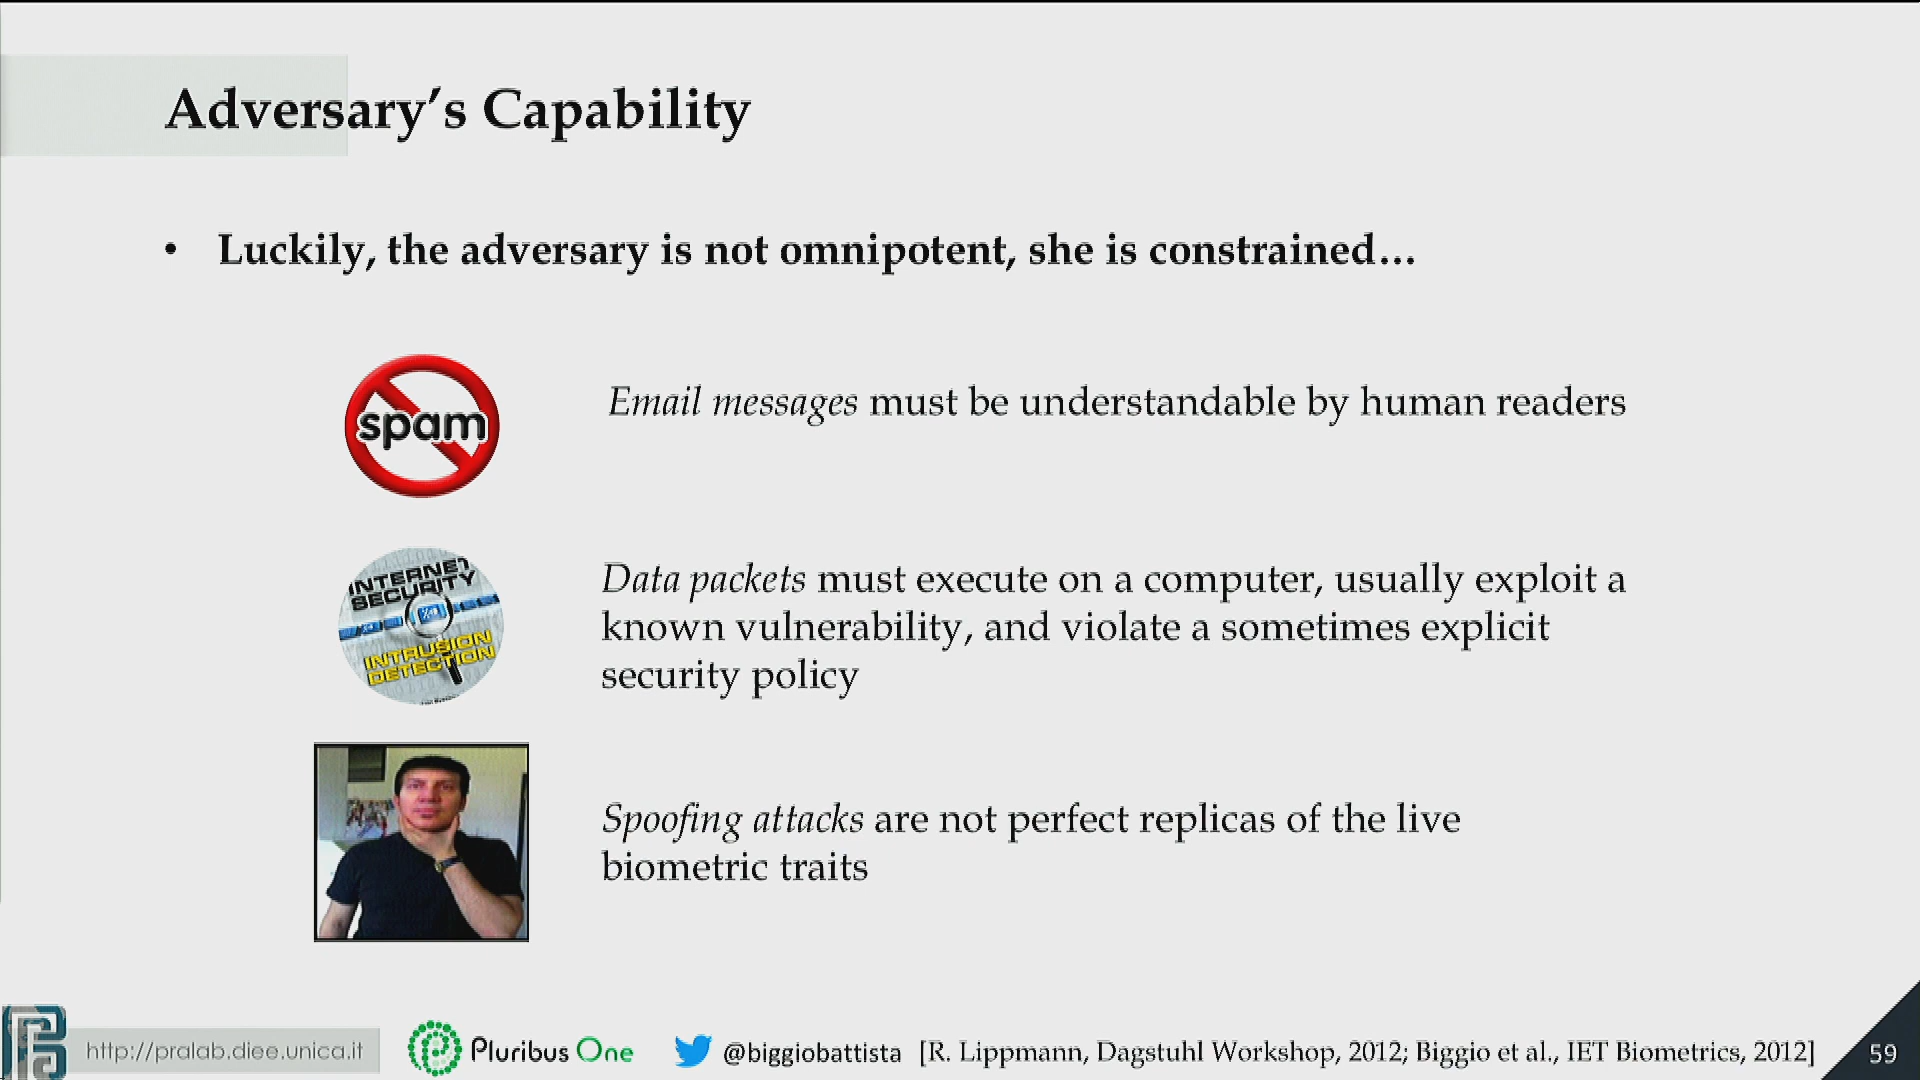 Adversary’s Capability
• Luckily, the adversary is not omnipotent, she is constrained…
spam
Email messages must be understandable by human readers
INTERNET
SECURITY
INTRUSION
DETECTION
Data packets must execute on a computer, usually exploit a
known vulnerability, and violate a sometimes explicit
security policy
Spoofing attacks are not perfect replicas of the live
biometric traits
http://pralab.diee.unica.it
Pluribus One
@biggiobattista
[R. Lippmann, Dagstuhl Workshop, 2012; Biggio et al., IET Biometrics, 2012]
59